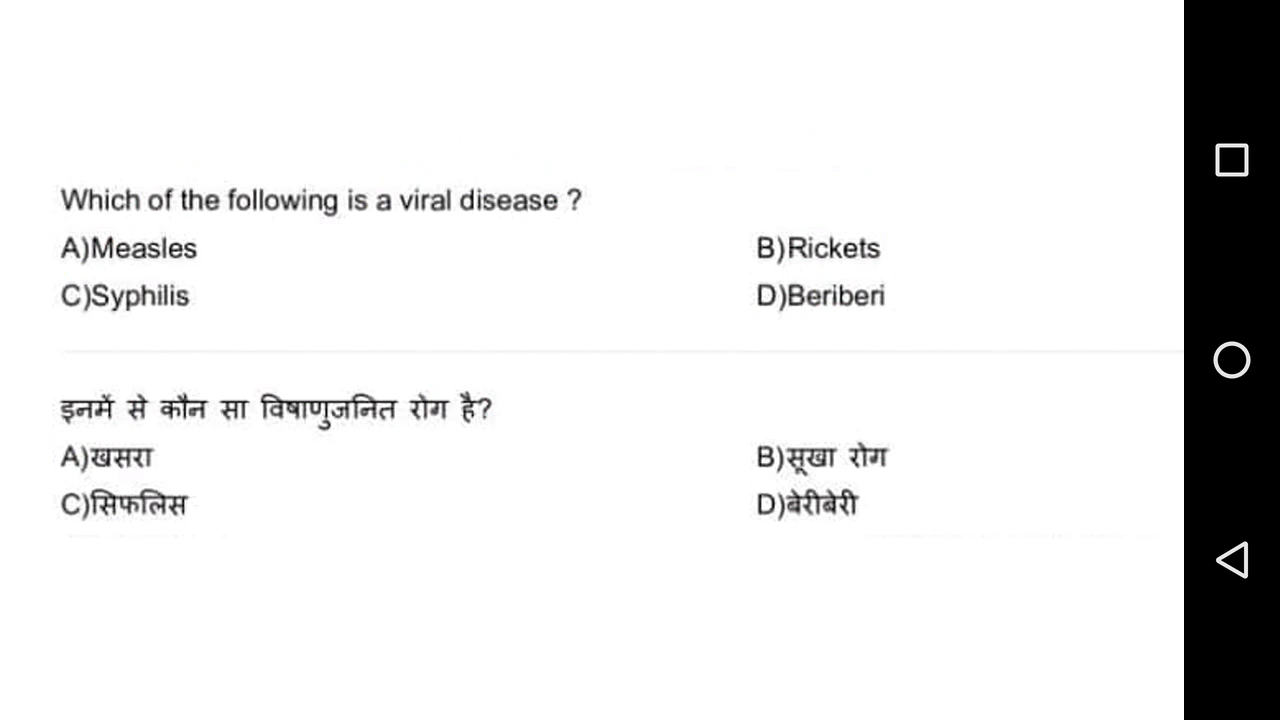 Which of the following is a viral disease ?
A)Measles B)Rickets
C)Syphilis D)Beriberi
इनमें से कौन सा विषाणुजनित रोग है?
A)खसरा B)सूखा रोग
C)सिफलिस D)बेरीबेरी